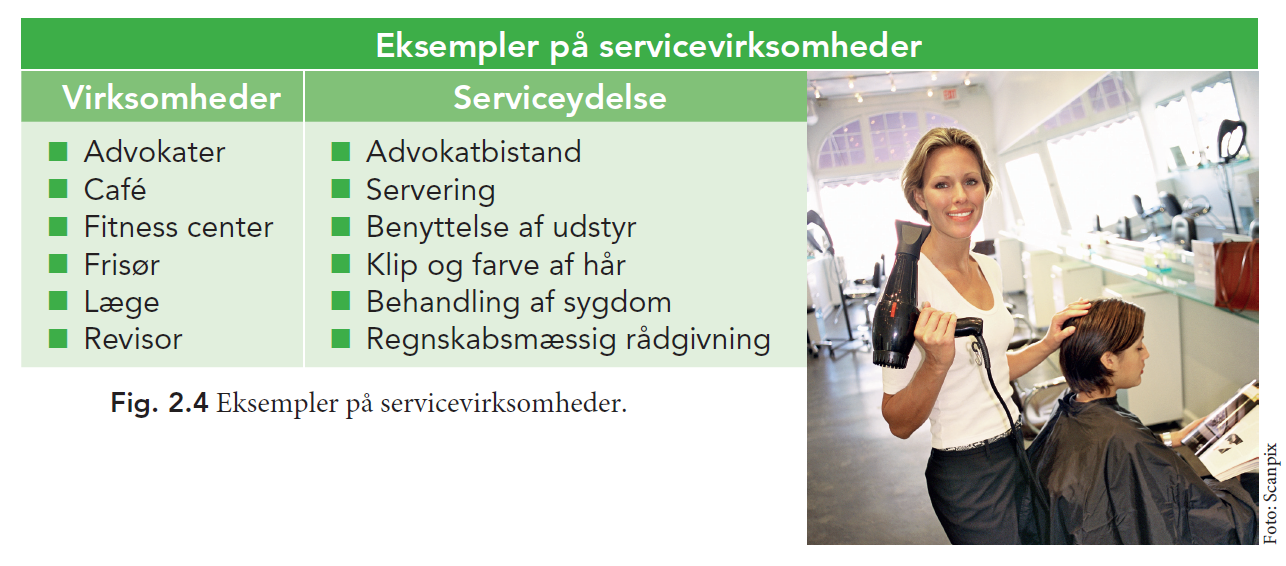 Eksempler på servicevirksomheder
Virksomheder
Serviceydelse
■ Advokater
■ Café
■ Fitness center
■ Frisør
■ Læge
■ Revisor
■ Advokatbistand
■ Servering
■ Benyttelse af udstyr
■ Klip og farve af hår
■ Behandling af sygdom
■ Regnskabsmæssig rådgivning
Fig. 2.4 Eksempler på servicevirksomheder.
Foto: Scanpix